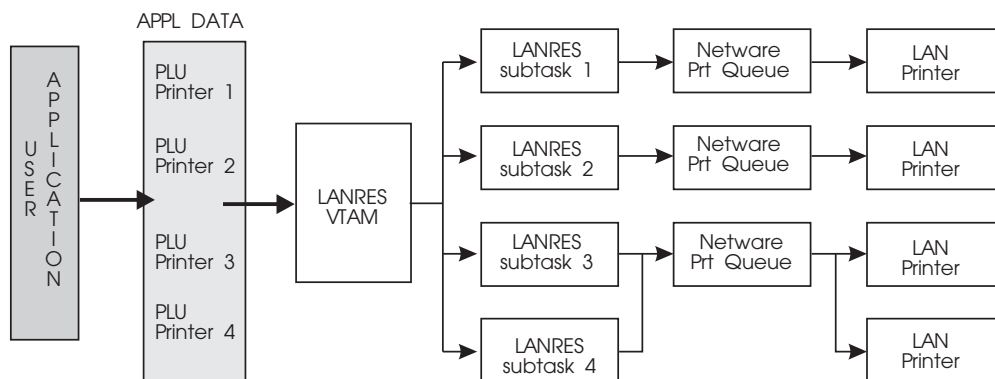 APPL DATA
USER
APPLICATION
PLU
Printer 1
PLU
Printer 2
PLU
Printer 3
PLU
Printer 4
LANRES
VTAM
LANRES
subtask 1
Netware
Prt Queue
LAN
Printer
LANRES
subtask 2
Netware
Prt Queue
LAN
Printer
LANRES
subtask 3
Netware
Prt Queue
LAN
Printer
LANRES
subtask 4
LAN
Printer